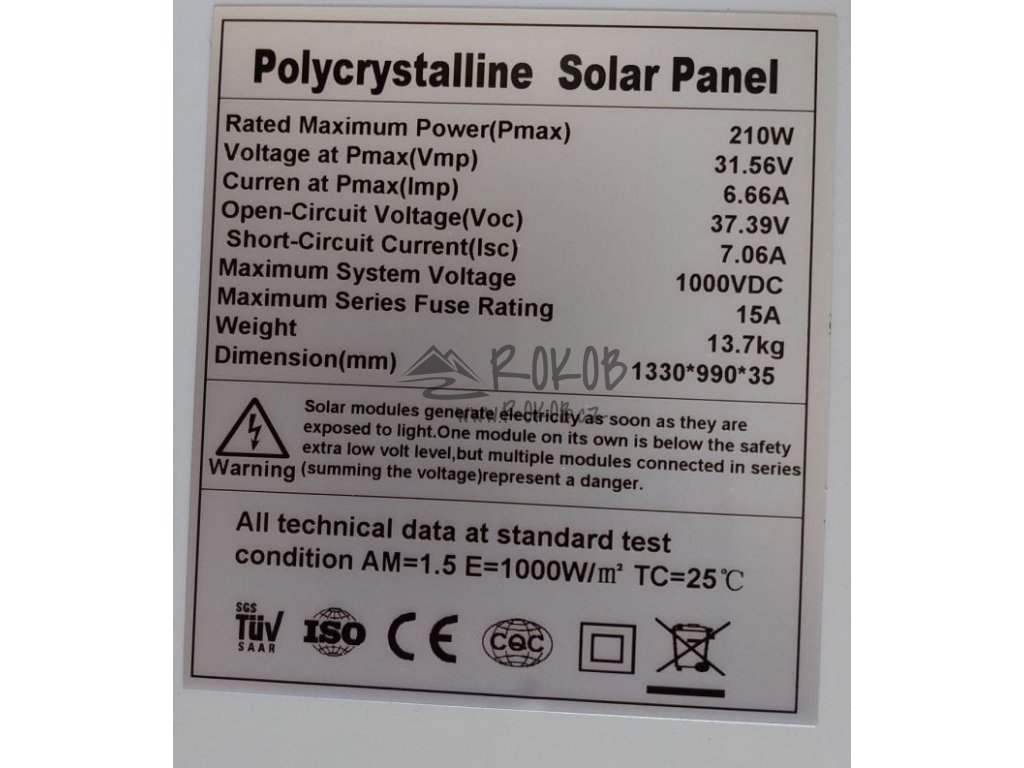 Polycrystalline Solar Panel
Rated Maximum Power(Pmax) 210W
Voltage at Pmax(Vmp) 31.56V
Curren at Pmax(Imp) 6.66A
Open-Circuit Voltage(Voc) 37.39V
Short-Circuit Current(Isc) 7.06A
Maximum System Voltage 1000VDC
Maximum Series Fuse Rating 15A
Weight 13.7kg
Dimension(mm) 1330*990*35
ROKOB
www.ROKOB.cz
Solar modules generate electricity as soon as they are
exposed to light.One module on its own is below the safety
extra low volt level,but multiple modules connected in series
Warning (summing the voltage)represent a danger.
All technical data at standard test
condition AM=1.5 E=1000W/㎡ TC=25℃
SGS
TÜV
SAAR
ISO
CE
CQC